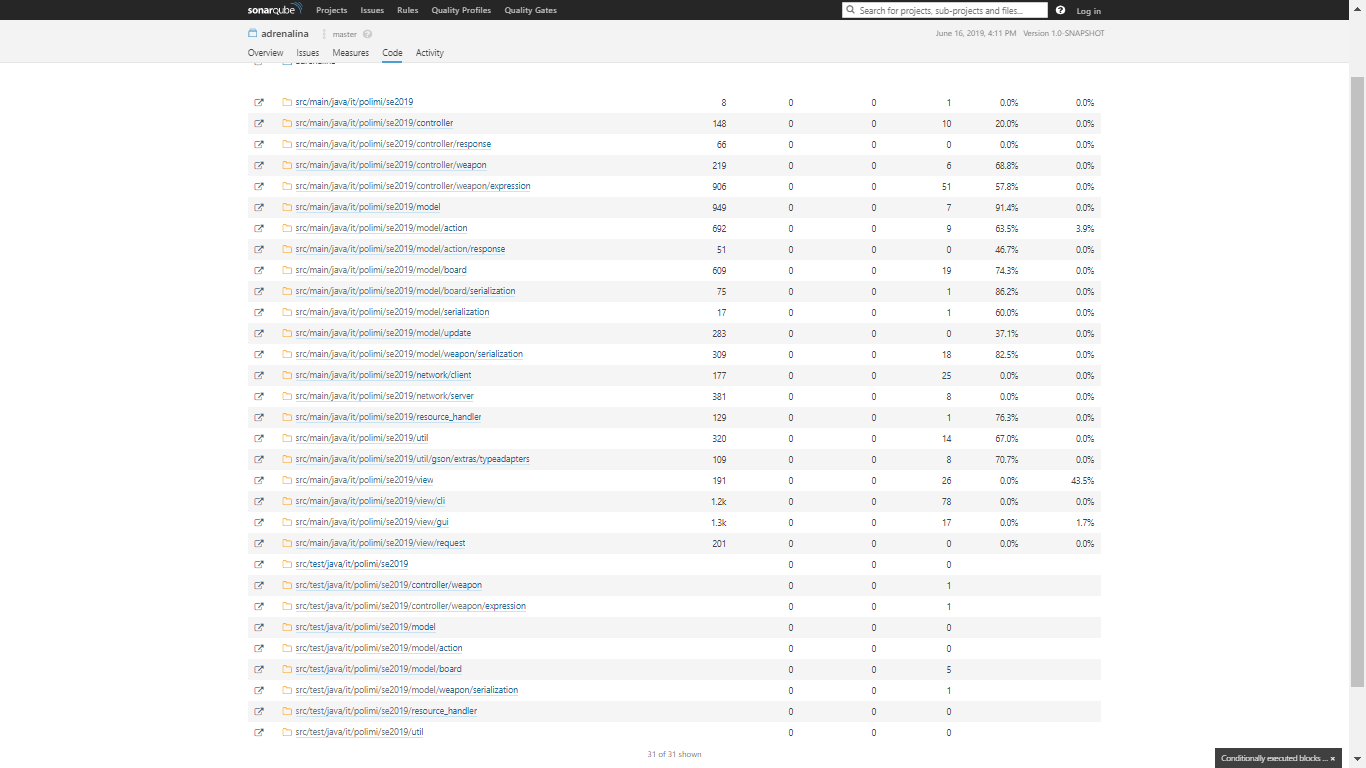 sonarqube Projects Issues Rules Quality Profiles Quality Gates Search for projects, sub-projects and files... Log in
adrenalina master June 16, 2019, 4:11 PM Version 1.0-SNAPSHOT
Overview Issues Measures Code Activity
src/main/java/it/polimi/se2019 8 0 0 1 0.0% 0.0%
src/main/java/it/polimi/se2019/controller 148 0 0 10 20.0% 0.0%
src/main/java/it/polimi/se2019/controller/response 66 0 0 0 0.0% 0.0%
src/main/java/it/polimi/se2019/controller/weapon 219 0 0 6 68.8% 0.0%
src/main/java/it/polimi/se2019/controller/weapon/expression 906 0 0 51 57.8% 0.0%
src/main/java/it/polimi/se2019/model 949 0 0 7 91.4% 0.0%
src/main/java/it/polimi/se2019/model/action 692 0 0 9 63.5% 3.9%
src/main/java/it/polimi/se2019/model/action/response 51 0 0 0 46.7% 0.0%
src/main/java/it/polimi/se2019/model/board 609 0 0 19 74.3% 0.0%
src/main/java/it/polimi/se2019/model/board/serialization 75 0 0 1 86.2% 0.0%
src/main/java/it/polimi/se2019/model/serialization 17 0 0 1 60.0% 0.0%
src/main/java/it/polimi/se2019/model/update 283 0 0 0 37.1% 0.0%
src/main/java/it/polimi/se2019/model/weapon/serialization 309 0 0 18 82.5% 0.0%
src/main/java/it/polimi/se2019/network/client 177 0 0 25 0.0% 0.0%
src/main/java/it/polimi/se2019/network/server 381 0 0 8 0.0% 0.0%
src/main/java/it/polimi/se2019/resource_handler 129 0 0 1 76.3% 0.0%
src/main/java/it/polimi/se2019/util 320 0 0 14 67.0% 0.0%
src/main/java/it/polimi/se2019/util/gson/extras/typeadapters 109 0 0 8 70.7% 0.0%
src/main/java/it/polimi/se2019/view 191 0 0 26 0.0% 43.5%
src/main/java/it/polimi/se2019/view/cli 1.2k 0 0 78 0.0% 0.0%
src/main/java/it/polimi/se2019/view/gui 1.3k 0 0 17 0.0% 1.7%
src/main/java/it/polimi/se2019/view/request 201 0 0 0 0.0% 0.0%
src/test/java/it/polimi/se2019 0 0 0
src/test/java/it/polimi/se2019/controller/weapon 0 0 1
src/test/java/it/polimi/se2019/controller/weapon/expression 0 0 1
src/test/java/it/polimi/se2019/model 0 0 0
src/test/java/it/polimi/se2019/model/action 0 0 0
src/test/java/it/polimi/se2019/model/board 0 0 5
src/test/java/it/polimi/se2019/model/weapon/serialization 0 0 1
src/test/java/it/polimi/se2019/resource_handler 0 0 0
src/test/java/it/polimi/se2019/util 0 0 0
31 of 31 shown
Conditionally executed blocks ... ×